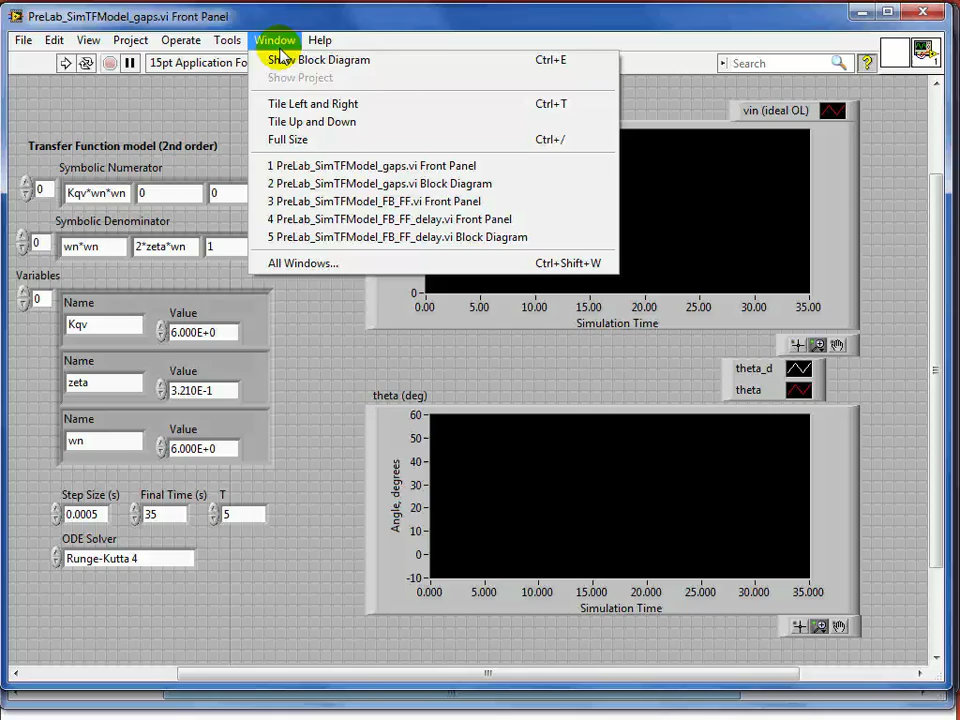 PreLab_SimTFModel_gaps.vi Front Panel
File Edit View Project Operate Tools Window Help
15pt Application Fo
Search
?
1
Show Block Diagram Ctrl+E
Show Project
Tile Left and Right Ctrl+T
Tile Up and Down
Full Size Ctrl+/
1 PreLab_SimTFModel_gaps.vi Front Panel
2 PreLab_SimTFModel_gaps.vi Block Diagram
3 PreLab_SimTFModel_FB_FF.vi Front Panel
4 PreLab_SimTFModel_FB_FF_delay.vi Front Panel
5 PreLab_SimTFModel_FB_FF_delay.vi Block Diagram
All Windows... Ctrl+Shift+W
Transfer Function model (2nd order)
Symbolic Numerator
0 Kqv*wn*wn 0 0
Symbolic Denominator
0 wn*wn 2*zeta*wn 1
Variables
0
Name Value
Kqv 6.000E+0
Name Value
zeta 3.210E-1
Name Value
wn 6.000E+0
Step Size (s) Final Time (s) T
0.0005 35 5
ODE Solver
Runge-Kutta 4
vin (ideal OL)
0
0.00 5.00 10.00 15.00 20.00 25.00 30.00 35.00
Simulation Time
theta_d
theta
theta (deg)
Angle, degrees
60
50
40
30
20
10
0
-10
0.000 5.000 10.000 15.000 20.000 25.000 30.000 35.000
Simulation Time